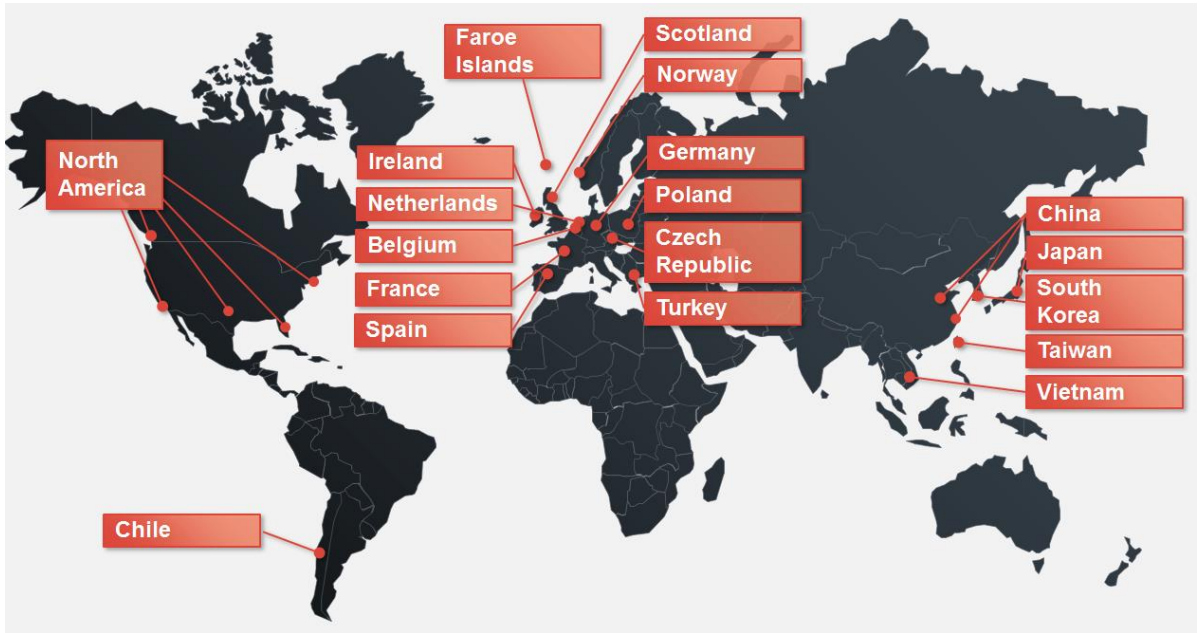 Faroe
Islands
Scotland
Norway
North
America
Ireland
Netherlands
Belgium
France
Spain
Germany
Poland
Czech
Republic
Turkey
China
Japan
South
Korea
Taiwan
Vietnam
Chile